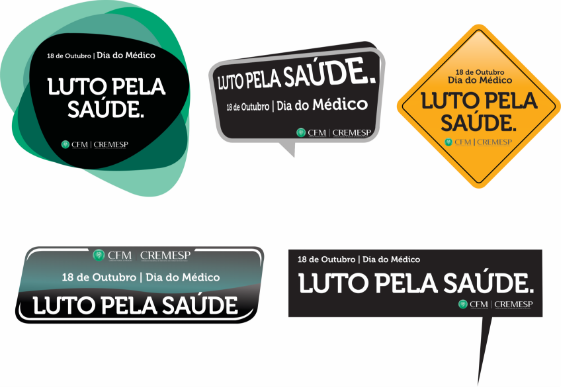 18 de Outubro | Dia do Médico
LUTO PELA
SAÚDE.
CFM | CREMESP
LUTO PELA SAÚDE.
18 de Outubro | Dia do Médico
CFM | CREMESP
18 de Outubro
Dia do Médico
LUTO PELA
SAÚDE.
CFM | CREMESP
CFM CREMESP
18 de Outubro | Dia do Médico
LUTO PELA SAÚDE
18 de Outubro | Dia do Médico
LUTO PELA SAÚDE.
CFM | CREMESP